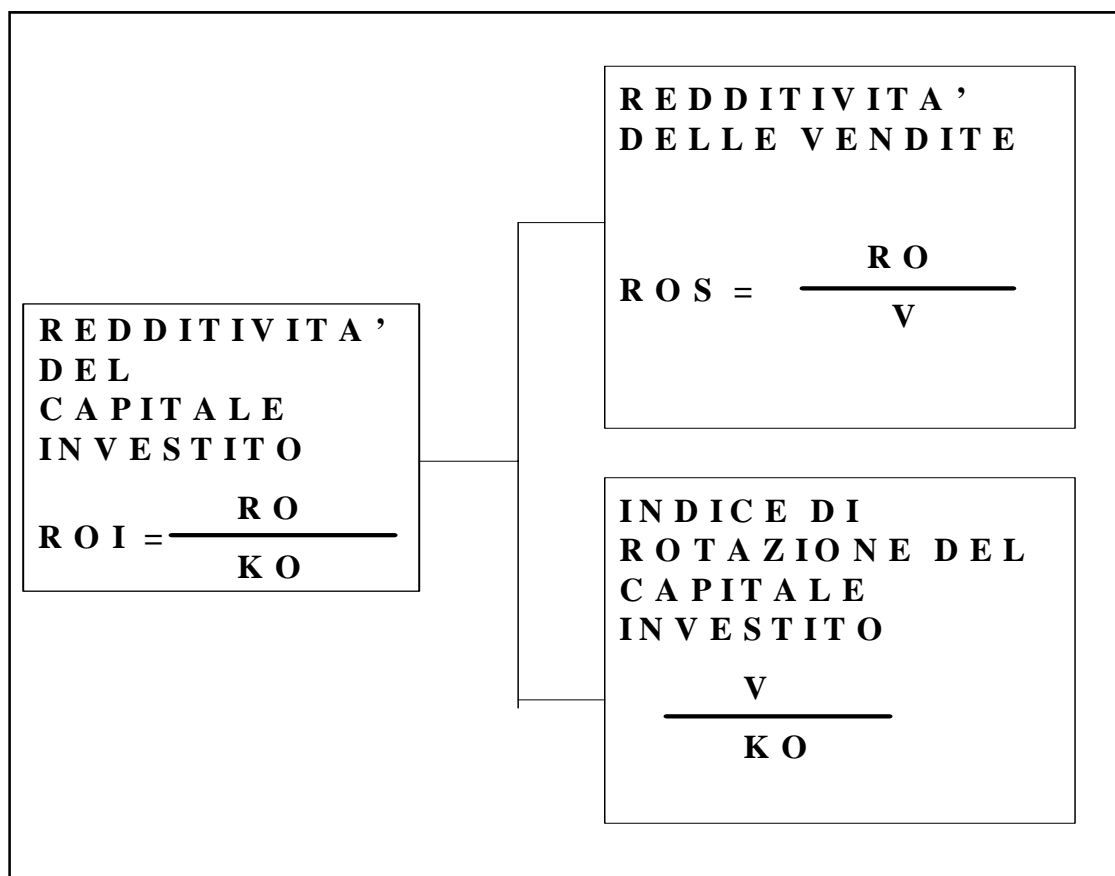 REDDITIVITA’
DEL
CAPITALE
INVESTITO
ROI = RO
KO
REDDITIVITA’
DELLE VENDITE
ROS = RO
V
INDICE DI
ROTAZIONE DEL
CAPITALE
INVESTITO
V
KO